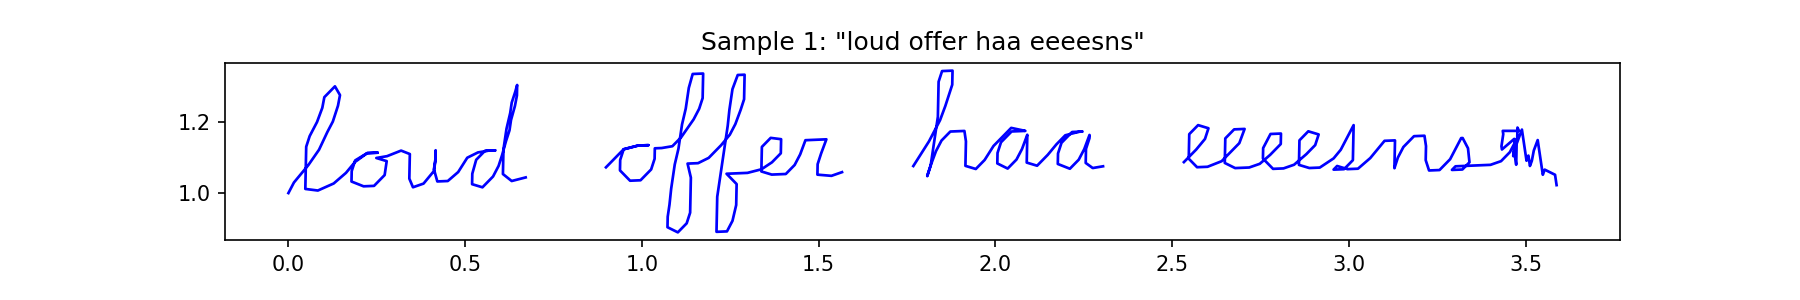 Sample 1: "loud offer haa eeeesns"
loud offer haa eeeesns
1.2
1.0
0.0 0.5 1.0 1.5 2.0 2.5 3.0 3.5